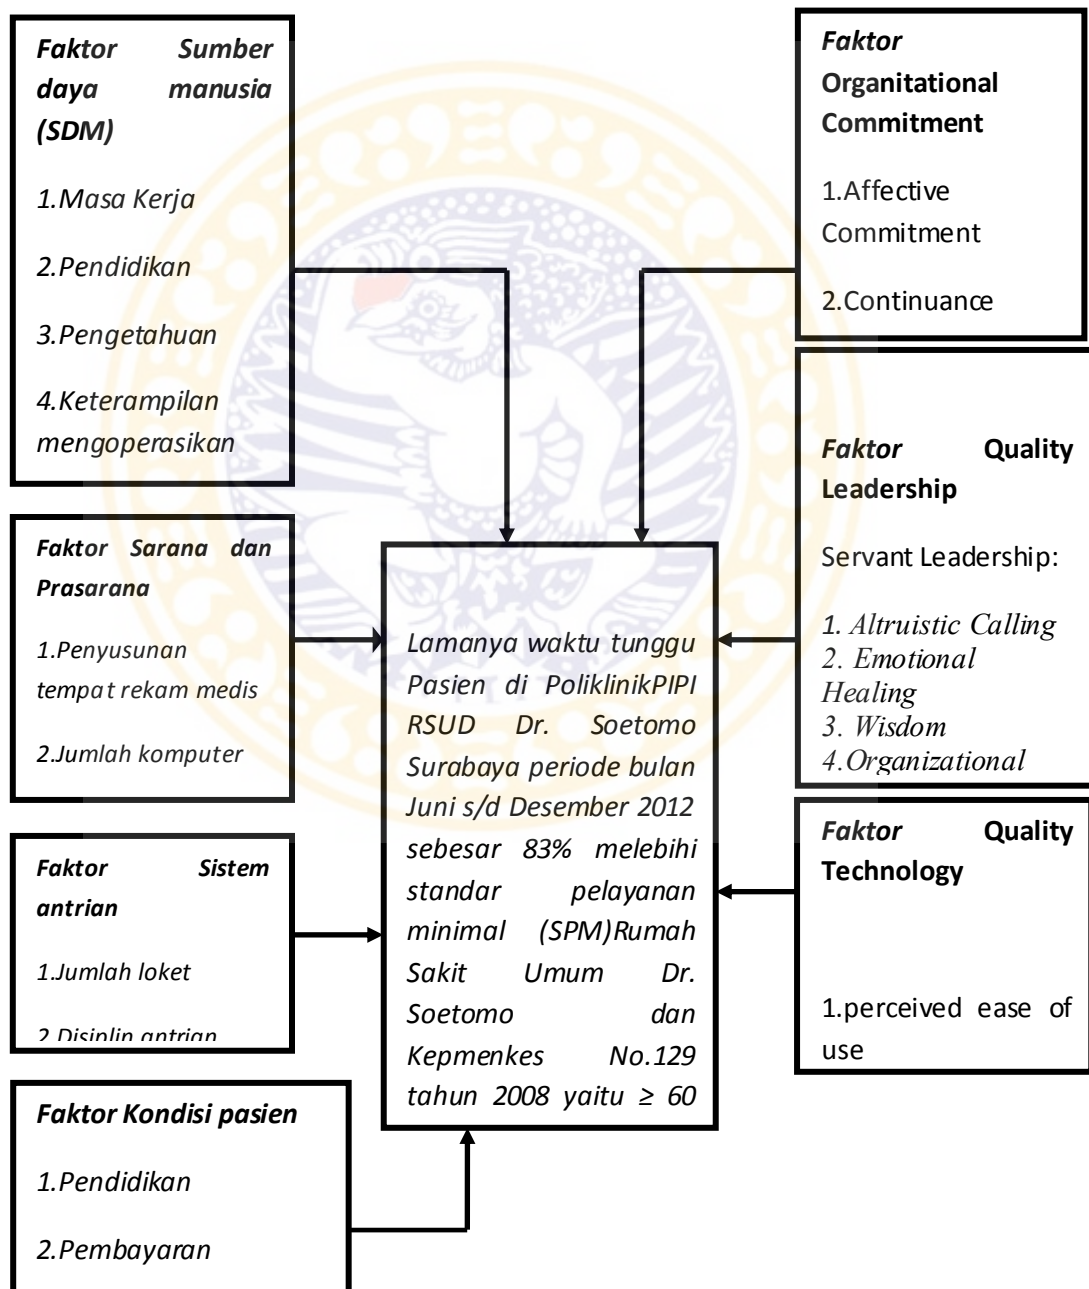 Faktor Sumber
daya manusia
(SDM)
1.Masa Kerja
2.Pendidikan
3.Pengetahuan
4.Keterampilan
mengoperasikan
Faktor Sarana dan
Prasarana
1.Penyusunan
tempat rekam medis
2.Jumlah komputer
Faktor Sistem
antrian
1.Jumlah loket
2.Disiplin antrian
Faktor Kondisi pasien
1.Pendidikan
2.Pembayaran
Lamanya waktu tunggu
Pasien di PoliklinikPIPI
RSUD Dr. Soetomo
Surabaya periode bulan
Juni s/d Desember 2012
sebesar 83% melebihi
standar pelayanan
minimal (SPM)Rumah
Sakit Umum Dr.
Soetomo dan
Kepmenkes No.129
tahun 2008 yaitu ≥ 60
Faktor
Organitational
Commitment
1.Affective
Commitment
2.Continuance
Faktor Quality
Leadership
Servant Leadership:
1. Altruistic Calling
2. Emotional
Healing
3. Wisdom
4.Organizational
Faktor Quality
Technology
1.perceived ease of
use